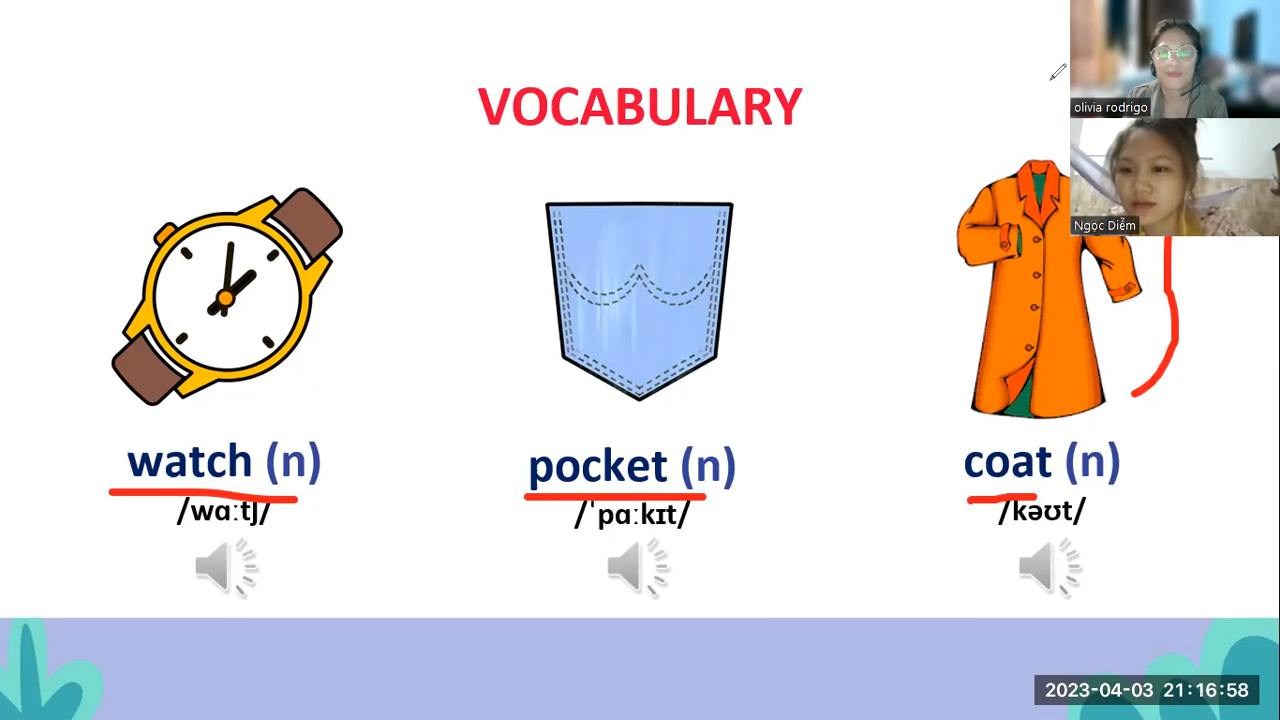 VOCABULARY
olivia rodrigo
Ngọc Diễm
watch (n)
pocket (n)
coat (n)
/wɑːtʃ/
/ˈpɑːkɪt/
/kəʊt/
2023-04-03 21:16:58